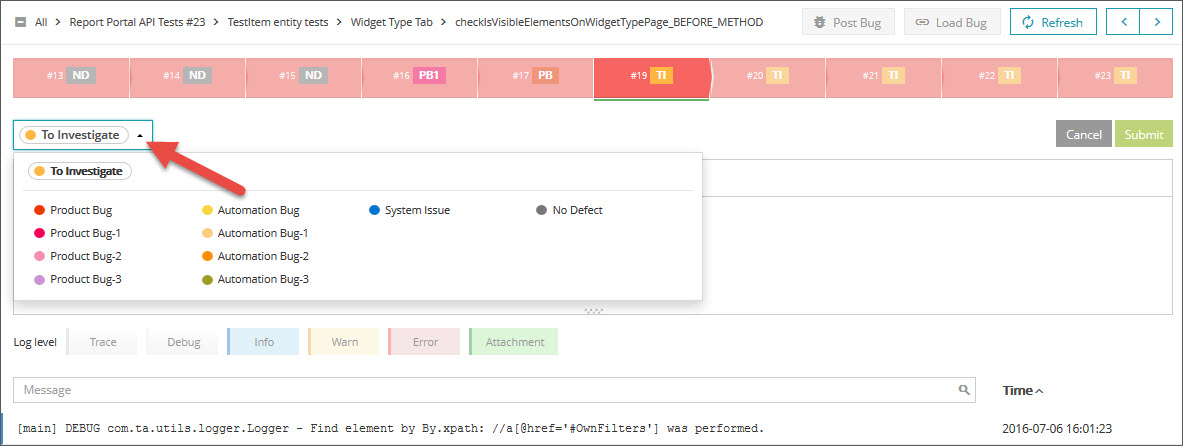 All > Report Portal API Tests #23 > TestItem entity tests > Widget Type Tab > checkIsVisibleElementsOnWidgetTypePage_BEFORE_METHOD Post Bug Load Bug Refresh < >
#13 ND #14 ND #15 ND #16 PB1 #17 PB #19 TI #20 TI #21 TI #22 TI #23 TI
To Investigate Cancel Submit
To Investigate
Product Bug Automation Bug System Issue No Defect
Product Bug-1 Automation Bug-1
Product Bug-2 Automation Bug-2
Product Bug-3 Automation Bug-3
Log level Trace Debug Info Warn Error Attachment
Message Time
[main] DEBUG com.ta.utils.logger.Logger - Find element by By.xpath: //a[@href='#OwnFilters'] was performed. 2016-07-06 16:01:23